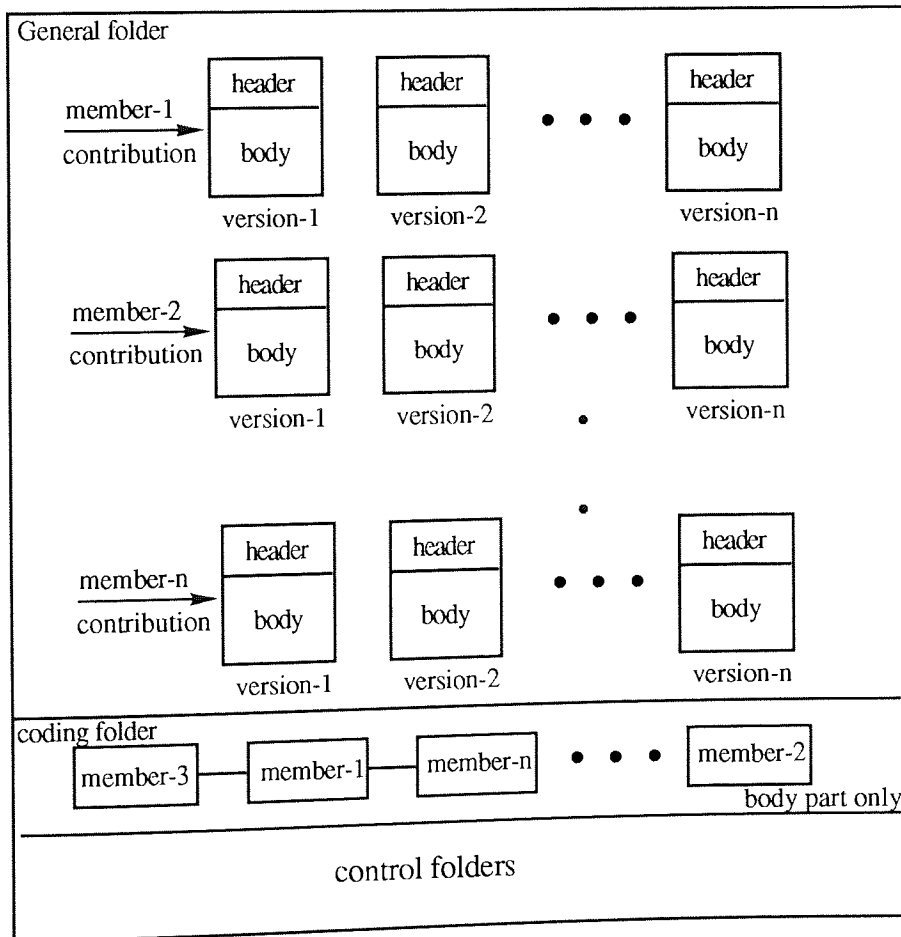 General folder
header header header
member-1
contribution
body body body
version-1 version-2 version-n
header header header
member-2
contribution
body body body
version-1 version-2 version-n
header header header
member-n
contribution
body body body
version-1 version-2 version-n
coding folder
member-3 member-1 member-n member-2
body part only
control folders